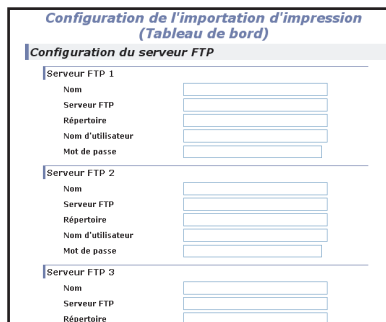 Configuration de l'importation d'impression
(Tableau de bord)
Configuration du serveur FTP
Serveur FTP 1
Nom
Serveur FTP
Répertoire
Nom d'utilisateur
Mot de passe
Serveur FTP 2
Nom
Serveur FTP
Répertoire
Nom d'utilisateur
Mot de passe
Serveur FTP 3
Nom
Serveur FTP
Répertoire